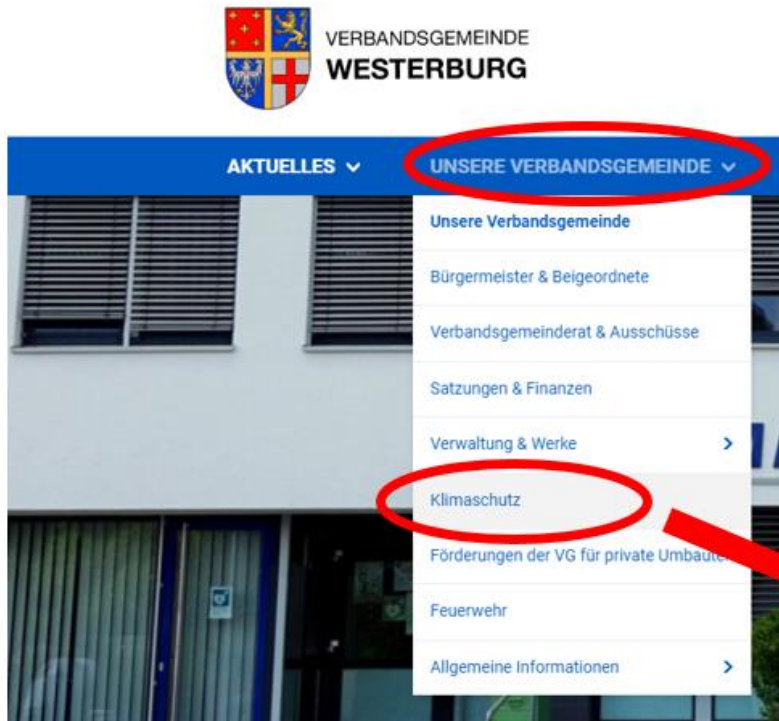 VERBANDSGEMEINDE
WESTERBURG
AKTUELLES
UNSERE VERBANDSGEMEINDE
Unsere Verbandsgemeinde
Bürgermeister & Beigeordnete
Verbandsgemeinderat & Ausschüsse
Satzungen & Finanzen
Verwaltung & Werke
Klimaschutz
Förderungen der VG für private
Feuerwehr
Allgemeine Informationen